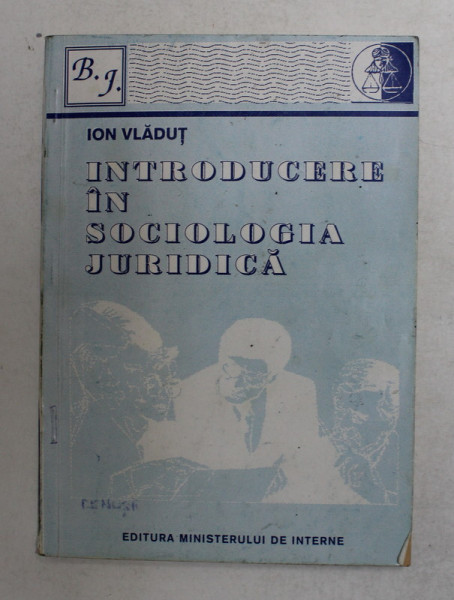 B. J.
ION VLĂDUȚ
INTRODUCERE
ÎN
SOCIOLOGIA
JURIDICĂ
EDITURA MINISTERULUI DE INTERNE